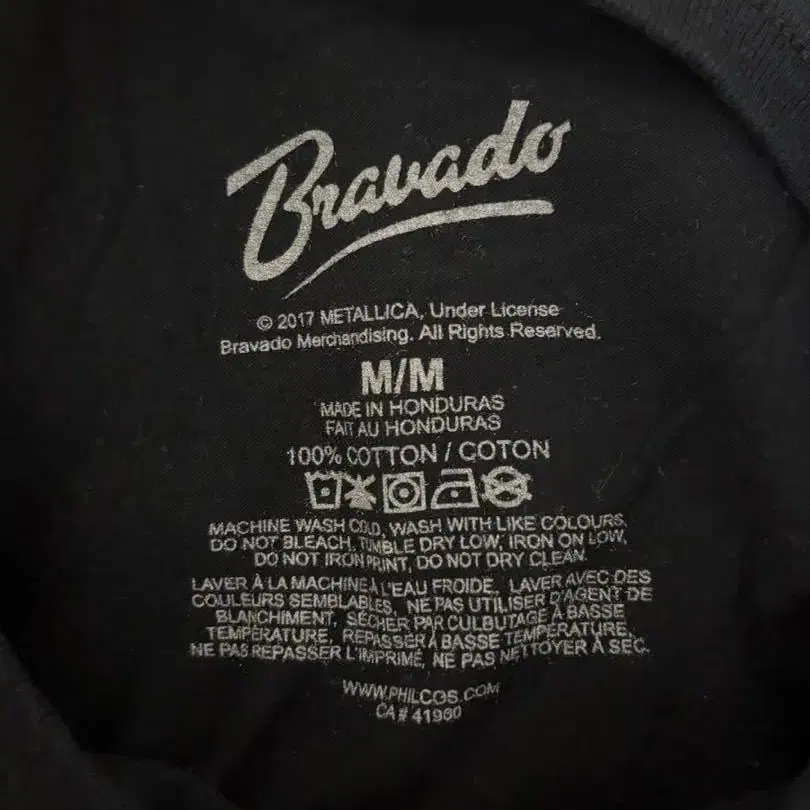 Bravado
© 2017 METALLICA, Under License
Bravado Merchandising. All Rights Reserved.
M/M
MADE IN HONDURAS
FAIT AU HONDURAS
100% COTTON / COTON
MACHINE WASH COLD, WASH WITH LIKE COLOURS,
DO NOT BLEACH, TUMBLE DRY LOW, IRON ON LOW,
DO NOT IRON PRINT, DO NOT DRY CLEAN.
LAVER À LA MACHINE À L'EAU FROIDE, LAVER AVEC DES
COULEURS SEMBLABLES, NE PAS UTILISER D'AGENT DE
BLANCHIMENT, SÉCHER PAR CULBUTAGE À BASSE
TEMPÉRATURE, REPASSER À BASSE TEMPÉRATURE,
NE PAS REPASSER L'IMPRIMÉ, NE PAS NETTOYER À SEC.
WWW.PHILCOS.COM
CA # 41960